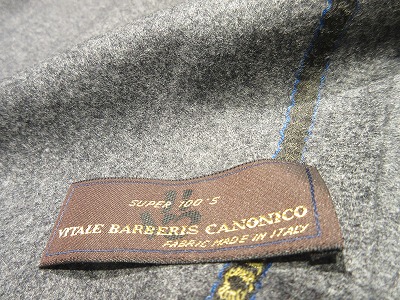 SUPER 100'S
VITALE BARBERIS CANONICO
FABRIC MADE IN ITALY